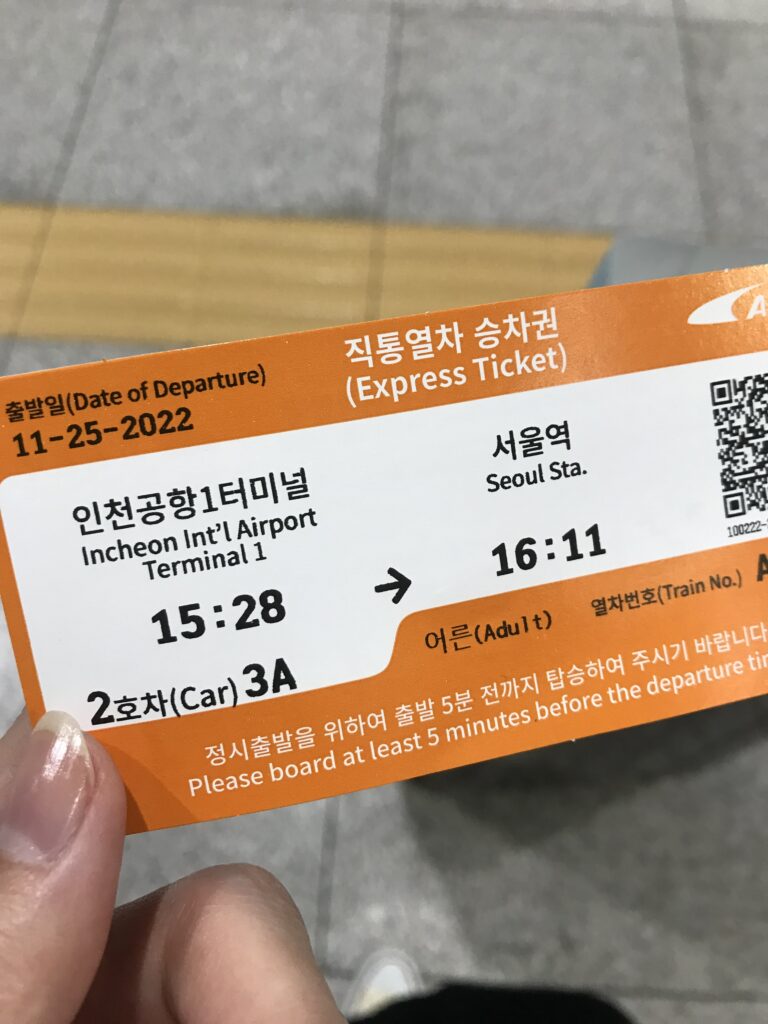 직통열차 승차권
(Express Ticket)
출발일(Date of Departure)
11-25-2022
인천공항1터미널
Incheon Int'l Airport
Terminal 1
15:28
→
서울역
Seoul Sta.
16:11
2호차(Car) 3A
어른(Adult)
열차번호(Train No.) A
100222-
정시출발을 위하여 출발 5분 전까지 탑승하여 주시기 바랍니다
Please board at least 5 minutes before the departure